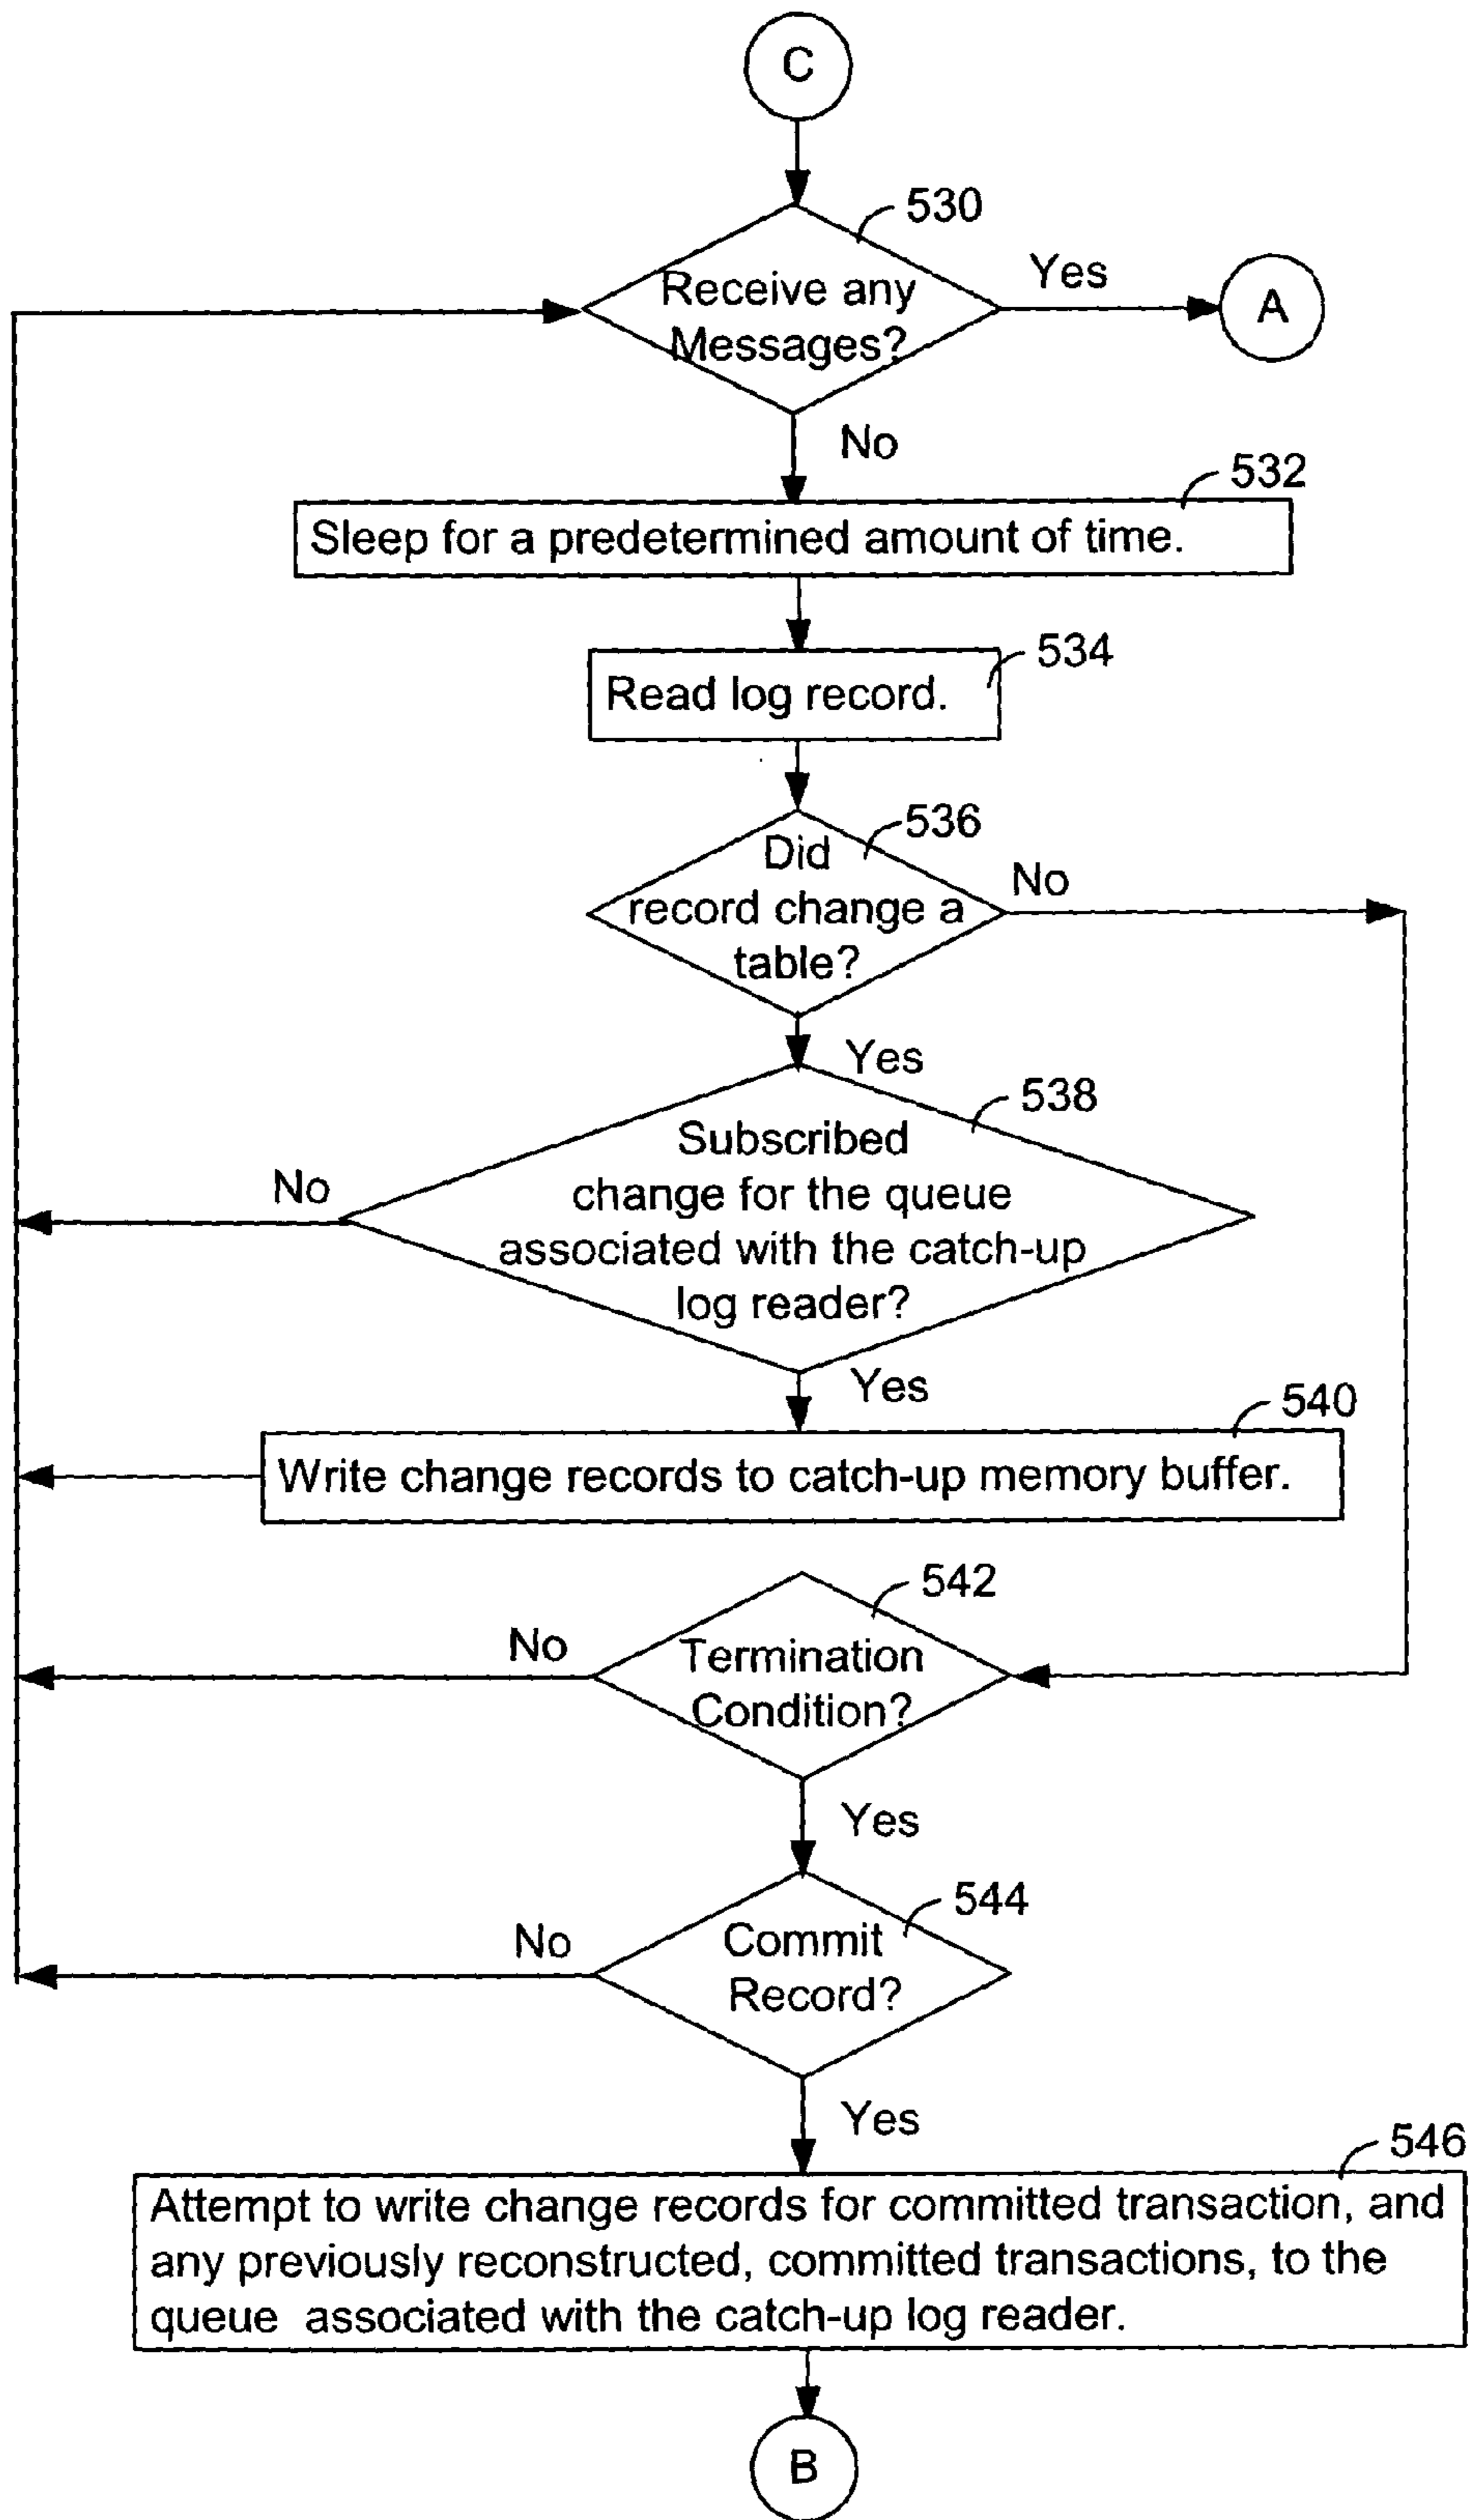 C
530
Receive any
Messages?
Yes
A
No
532
Sleep for a predetermined amount of time.
534
Read log record.
536
Did
record change a
table?
No
Yes
538
Subscribed
change for the queue
associated with the catch-up
log reader?
No
Yes
540
Write change records to catch-up memory buffer.
542
Termination
Condition?
No
Yes
544
Commit
Record?
No
Yes
546
Attempt to write change records for committed transaction, and
any previously reconstructed, committed transactions, to the
queue associated with the catch-up log reader.
B